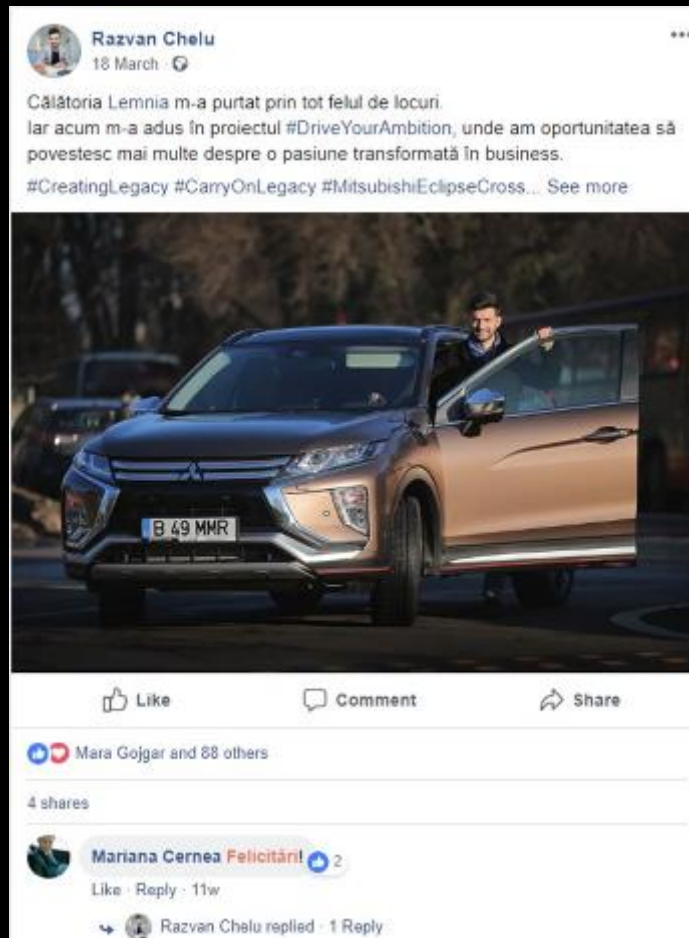 Razvan Chelu
18 March
Călătoria Lemnia m-a purtat prin tot felul de locuri.
Iar acum m-a adus în proiectul #DriveYourAmbition, unde am oportunitatea să
povestesc mai multe despre o pasiune transformată în business.
#CreatingLegacy #CarryOnLegacy #MitsubishiEclipseCross... See more
B 49 MMR
Like Comment Share
Mara Gojgar and 88 others
4 shares
Mariana Cernea Felicitări! 2
Like · Reply · 11w
Razvan Chelu replied · 1 Reply